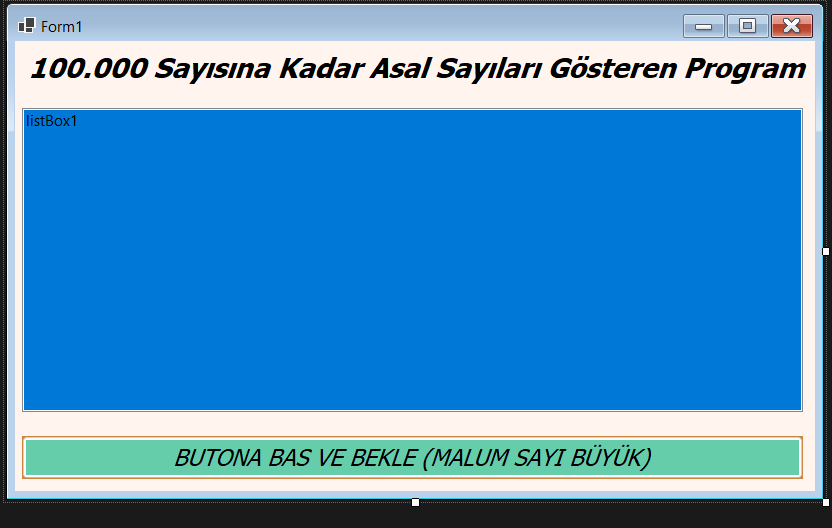 Form1
100.000 Sayısına Kadar Asal Sayıları Gösteren Program
listBox1
BUTONA BAS VE BEKLE (MALUM SAYI BÜYÜK)